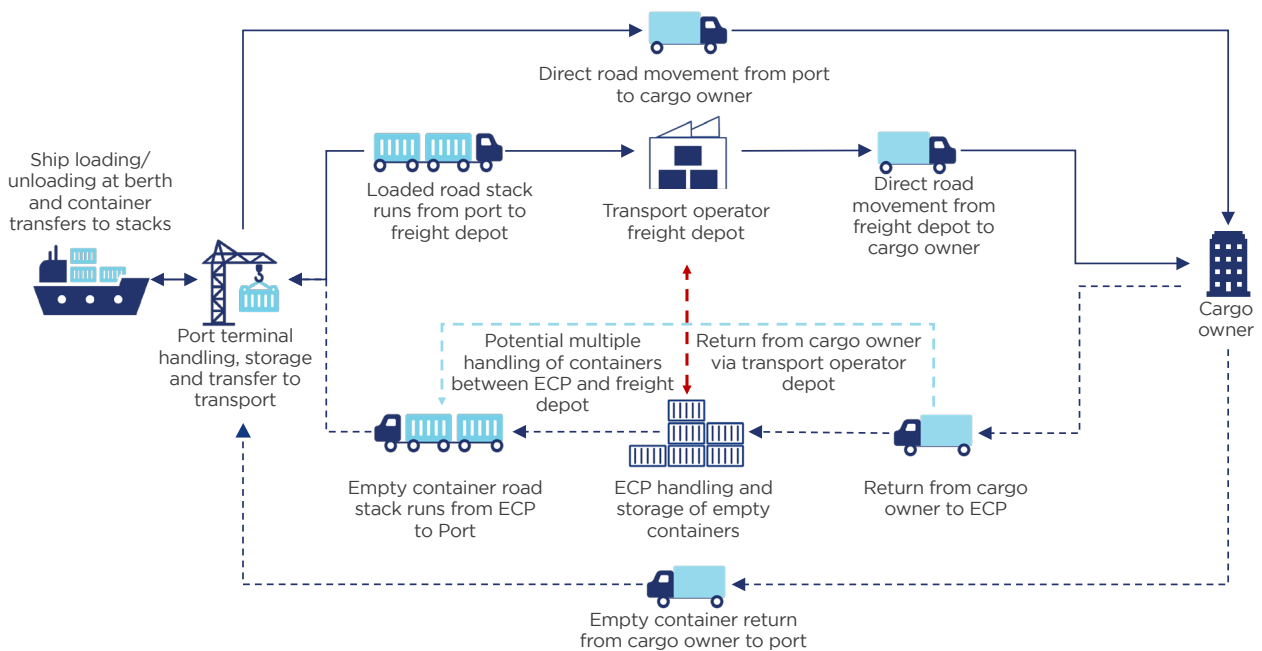 Direct road movement from port
to cargo owner
Ship loading/
unloading at berth
and container
transfers to stacks
Loaded road stack
runs from port to
freight depot
Transport operator
freight depot
Direct road
movement from
freight depot to
cargo owner
Port terminal
handling, storage
and transfer to
transport
Cargo
owner
Potential multiple
handling of containers
between ECP and freight
depot
Return from cargo owner
via transport operator
depot
Empty container road
stack runs from ECP
to Port
ECP handling and
storage of empty
containers
Return from cargo
owner to ECP
Empty container return
from cargo owner to port